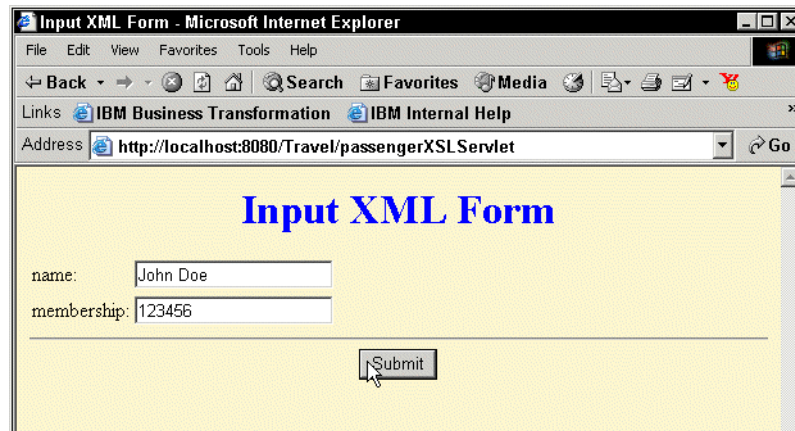 Input XML Form - Microsoft Internet Explorer
File Edit View Favorites Tools Help
Back Search Favorites Media
Links IBM Business Transformation IBM Internal Help »
Address http://localhost:8080/Travel/passengerXSLServlet Go
Input XML Form
name: John Doe
membership: 123456
Submit